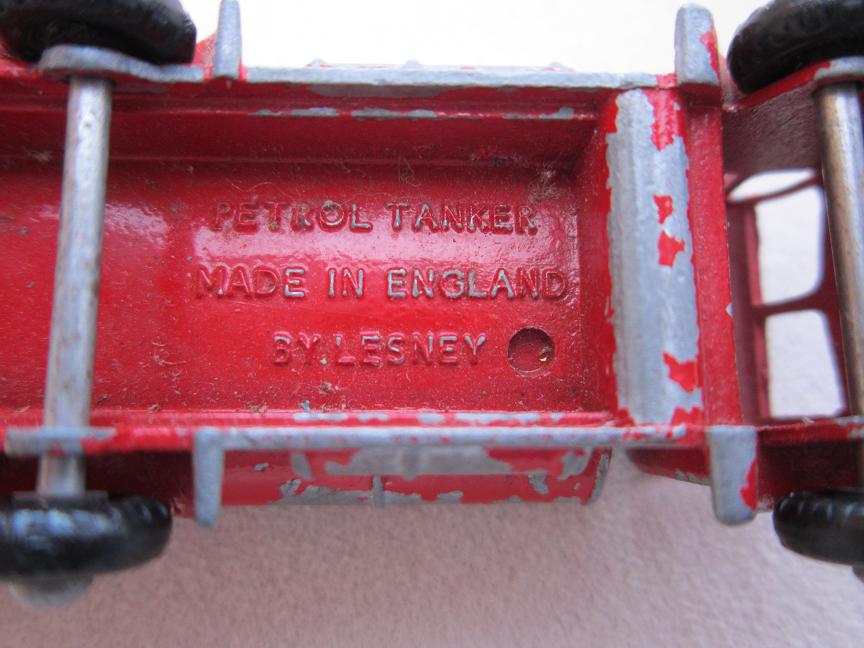 PETROL TANKER
MADE IN ENGLAND
BY.LESNEY